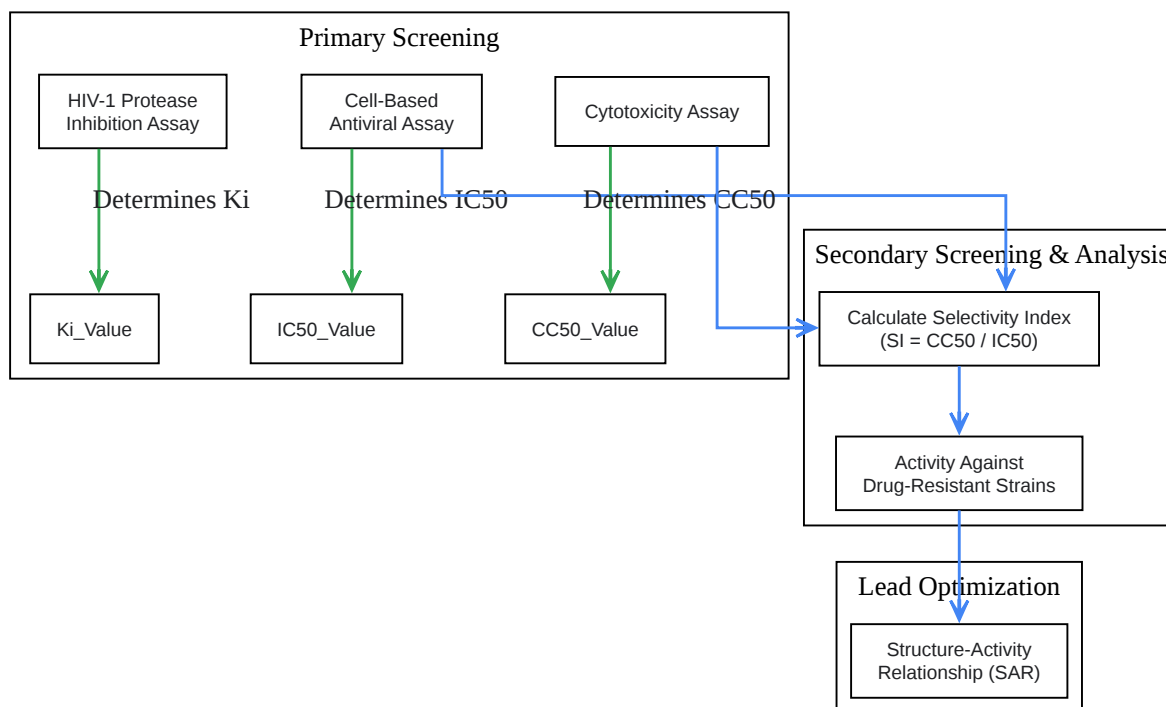 Primary Screening
HIV-1 Protease
Inhibition Assay
Cell-Based
Antiviral Assay
Cytotoxicity Assay
Determines Ki
Determines IC50
Determines CC50
Ki_Value
IC50_Value
CC50_Value
Secondary Screening & Analysis
Calculate Selectivity Index
(SI = CC50 / IC50)
Activity Against
Drug-Resistant Strains
Lead Optimization
Structure-Activity
Relationship (SAR)